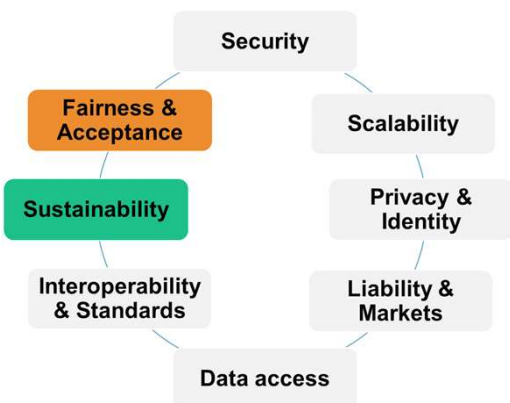 Security
Fairness &
Acceptance
Scalability
Sustainability
Privacy &
Identity
Interoperability
& Standards
Liability &
Markets
Data access